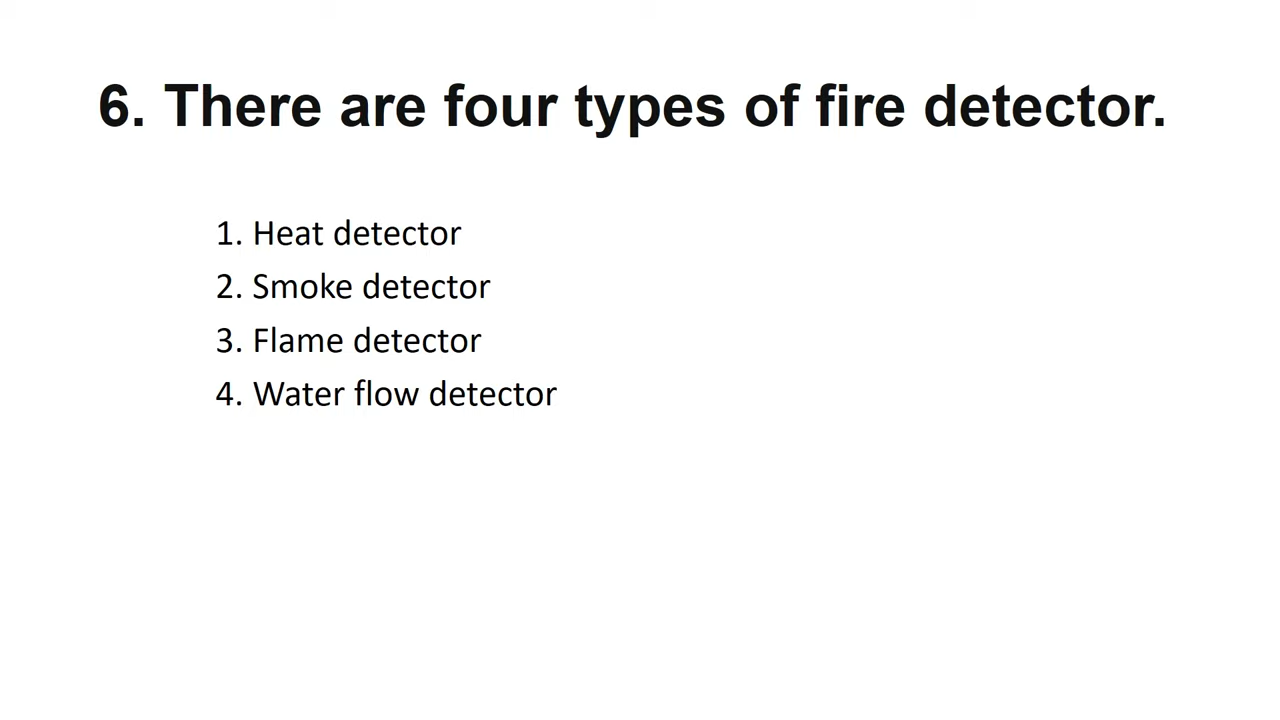 6. There are four types of fire detector.
1. Heat detector
2. Smoke detector
3. Flame detector
4. Water flow detector